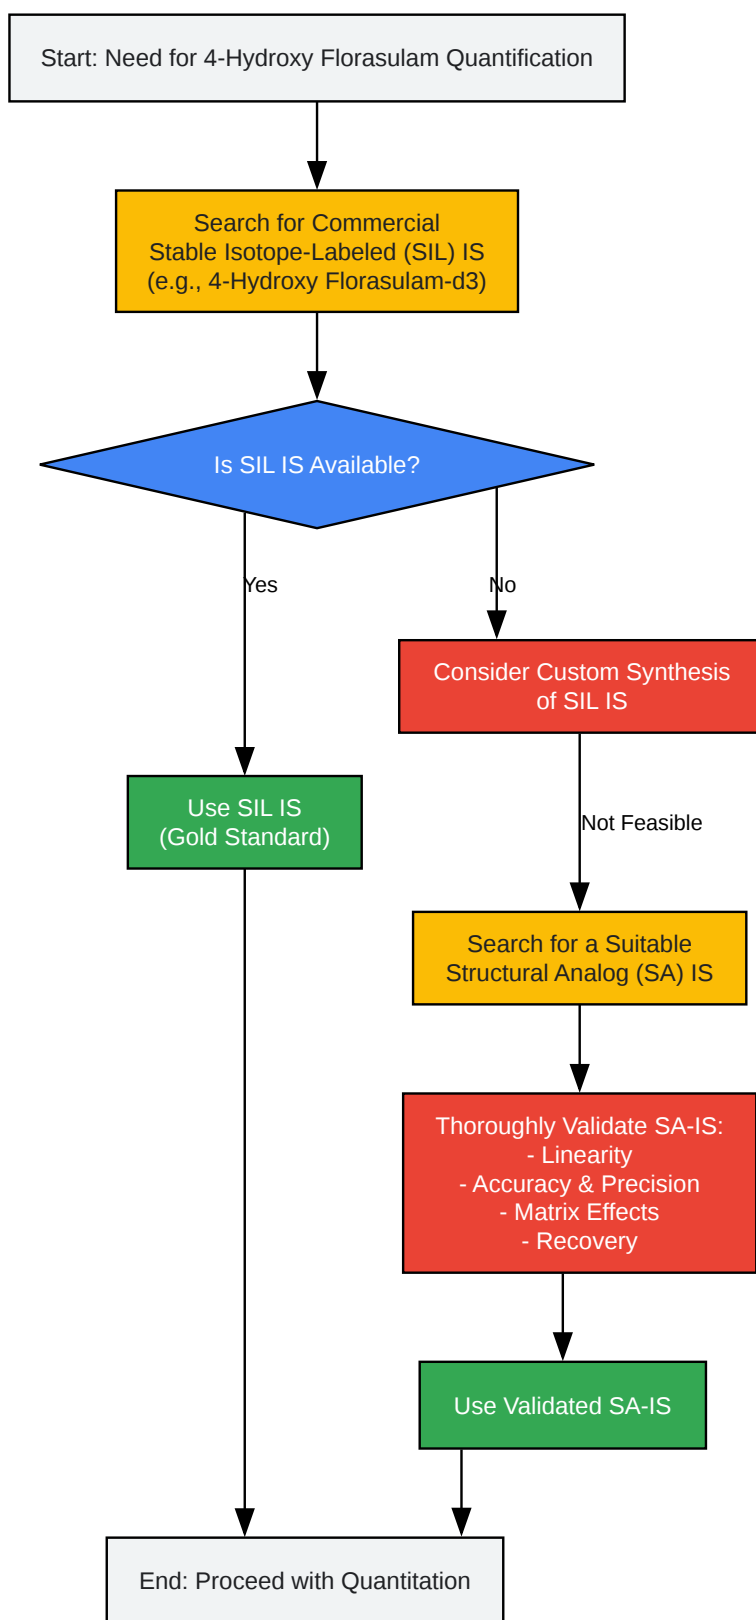 Start: Need for 4-Hydroxy Florasulam Quantification
Search for Commercial
Stable Isotope-Labeled (SIL) IS
(e.g., 4-Hydroxy Florasulam-d3)
Is SIL IS Available?
Yes
No
Consider Custom Synthesis
of SIL IS
Use SIL IS
(Gold Standard)
Not Feasible
Search for a Suitable
Structural Analog (SA) IS
Thoroughly Validate SA-IS:
- Linearity
- Accuracy & Precision
- Matrix Effects
- Recovery
Use Validated SA-IS
End: Proceed with Quantitation